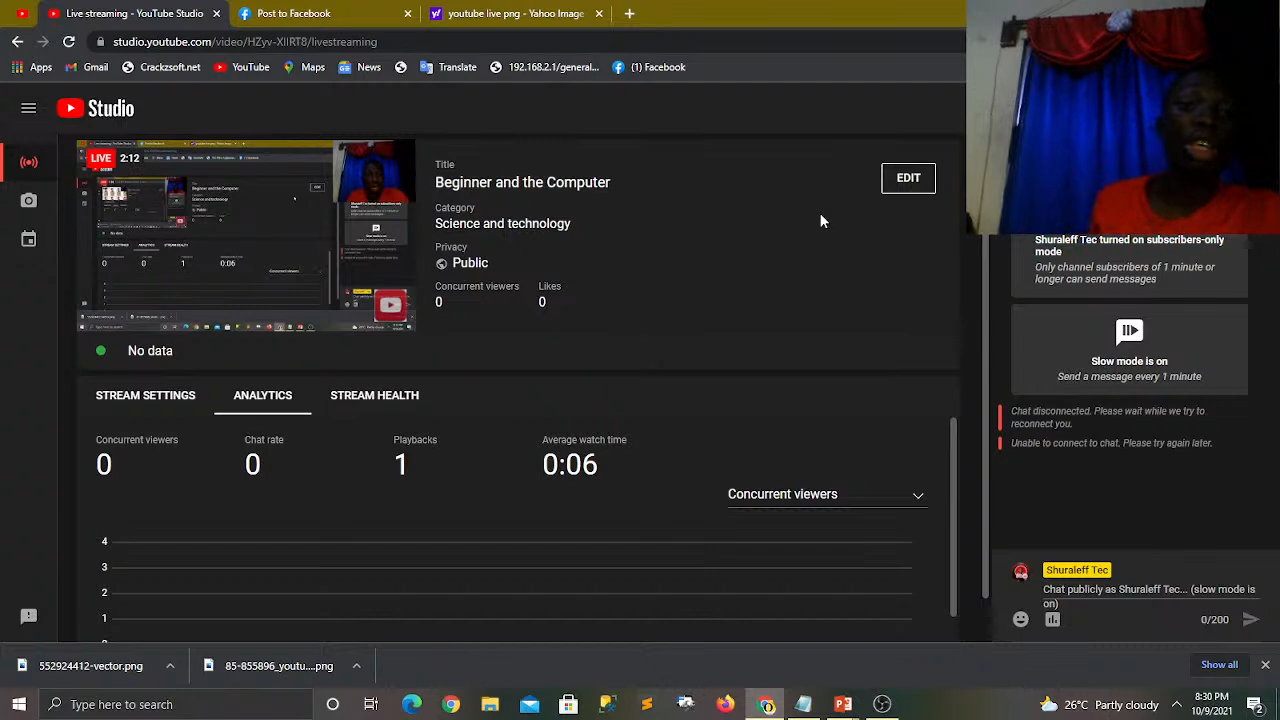 Live streaming - YouTube Studio
Post to Facebook
youtube live png - Yahoo Image
studio.youtube.com/video/HZyy-XIIRT8/livestreaming
Apps
Gmail
Crackzsoft.net
YouTube
Maps
News
Translate
192.168.2.1/general...
(1) Facebook
Studio
LIVE 2:12
Title
Beginner and the Computer
EDIT
Category
Science and technology
Privacy
Public
Concurrent viewers
Likes
0
0
No data
STREAM SETTINGS
ANALYTICS
STREAM HEALTH
Concurrent viewers
Chat rate
Playbacks
Average watch time
0
0
1
0:06
Concurrent viewers
4
3
2
1
Shuraleff Tec turned on subscribers-only
mode
Only channel subscribers of 1 minute or
longer can send messages
Slow mode is on
Send a message every 1 minute
Chat disconnected. Please wait while we try to
reconnect you.
Unable to connect to chat. Please try again later.
Shuraleff Tec
Chat publicly as Shuraleff Tec... (slow mode is
on)
0/200
552924412-vector.png
85-855896_youtu....png
Show all
Type here to search
26°C Partly cloudy
8:30 PM
10/9/2021